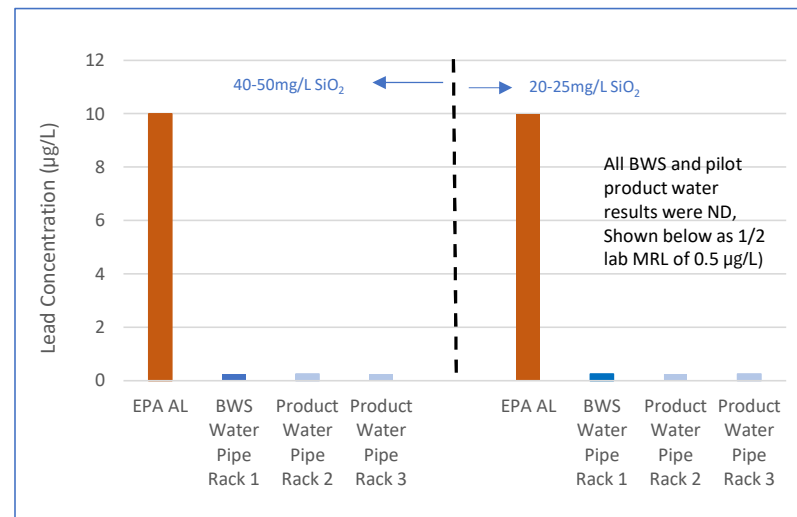 12
10
8
6
4
2
0
Lead Concentration (µg/L)
40-50mg/L SiO₂
20-25mg/L SiO₂
All BWS and pilot
product water
results were ND,
Shown below as 1/2
lab MRL of 0.5 µg/L)
EPA AL
BWS
Water
Pipe
Rack 1
Product
Water
Pipe
Rack 2
Product
Water
Pipe
Rack 3
EPA AL
BWS
Water
Pipe
Rack 1
Product
Water
Pipe
Rack 2
Product
Water
Pipe
Rack 3